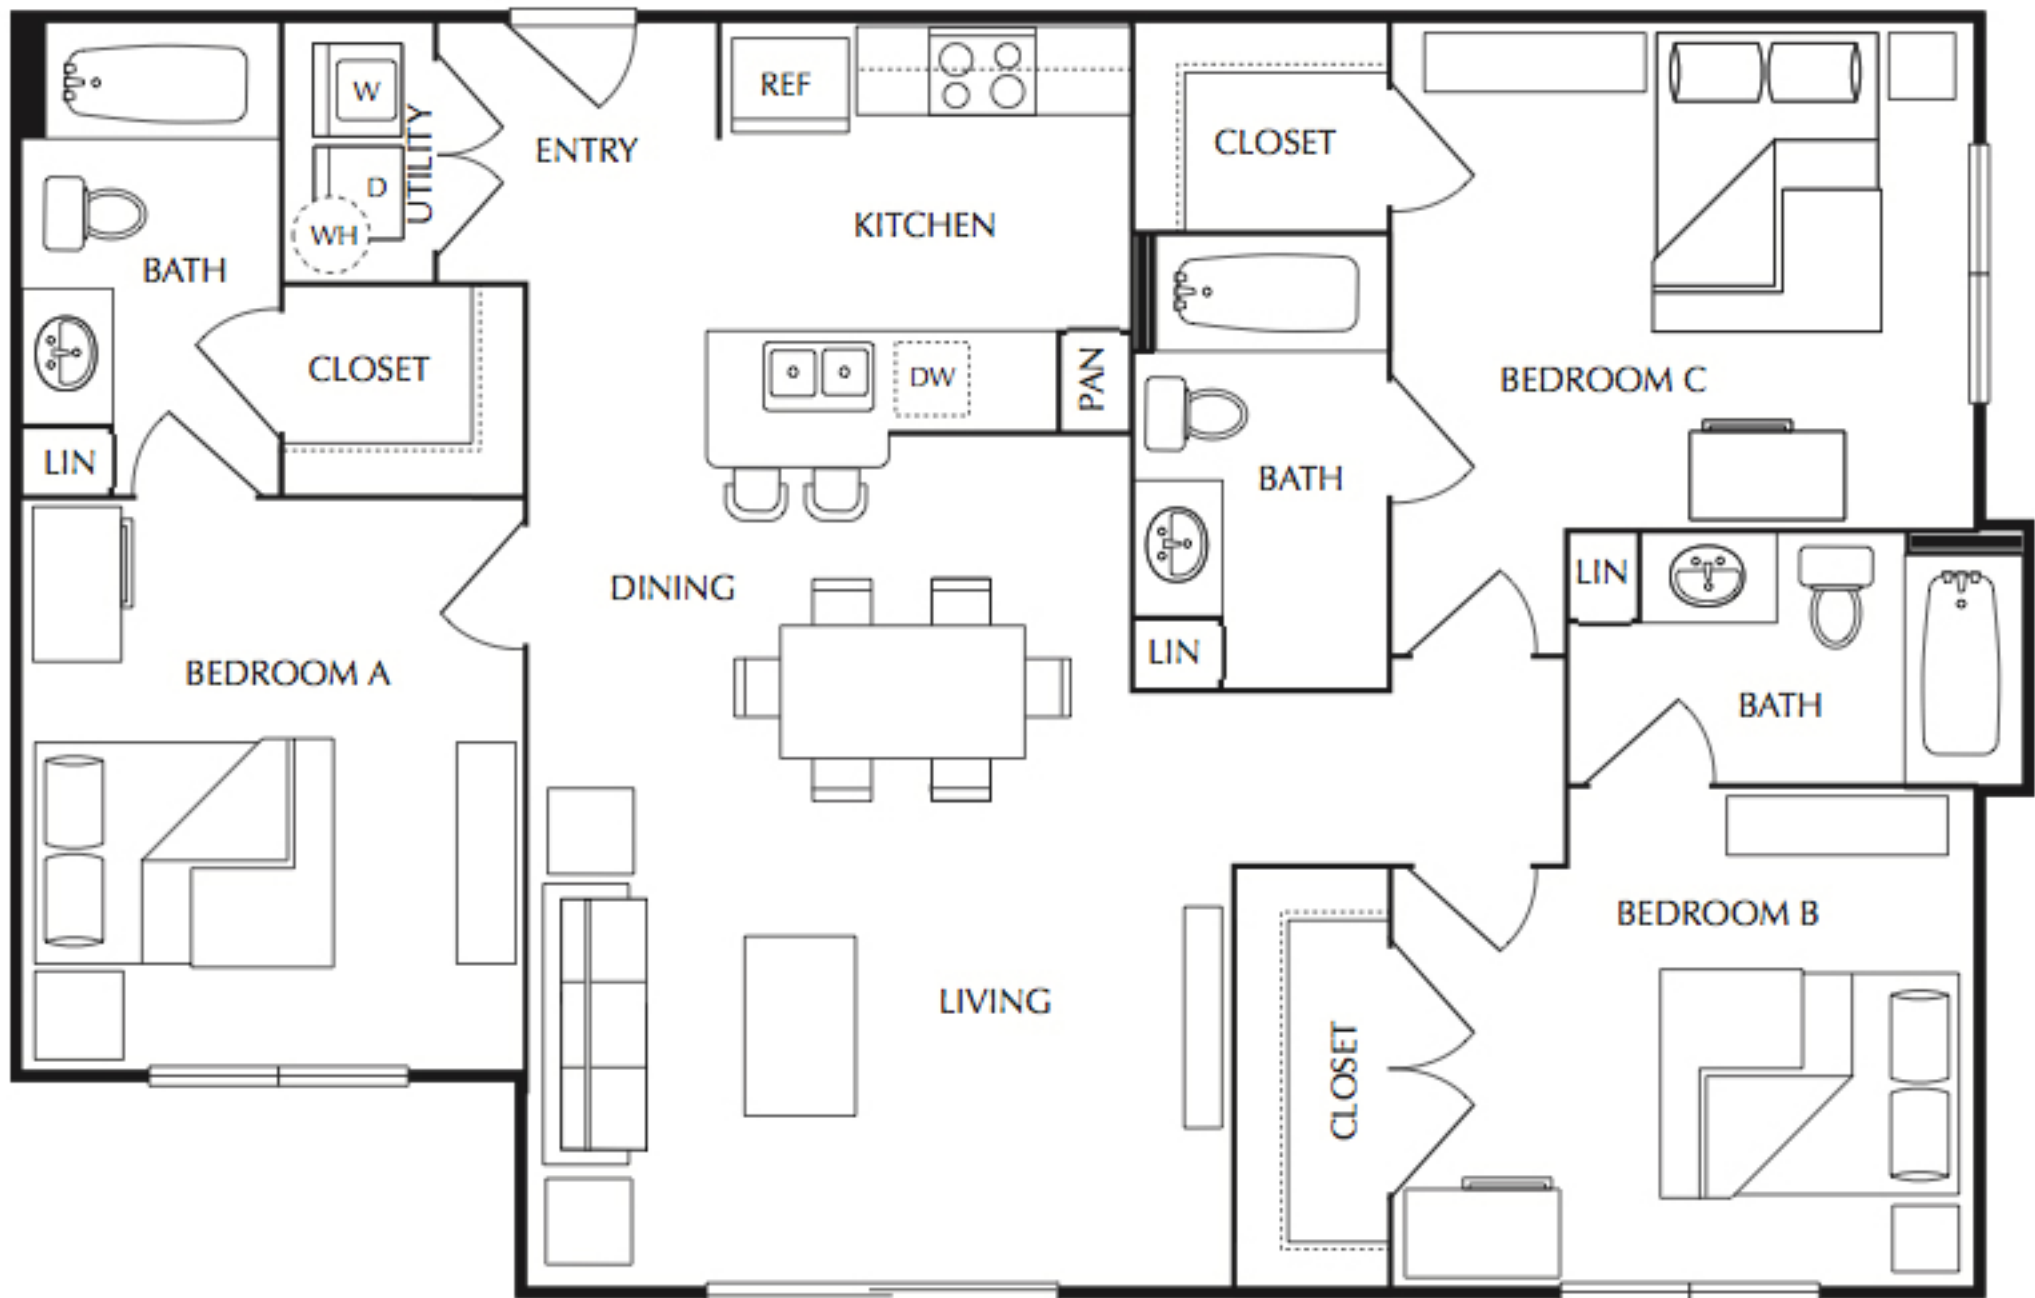 REF
W
UTILITY
CLOSET
ENTRY
D
KITCHEN
WH
BATH
CLOSET
DW
PAN
BEDROOM C
LIN
BATH
LIN
DINING
LIN
BEDROOM A
BATH
BEDROOM B
LIVING
CLOSET